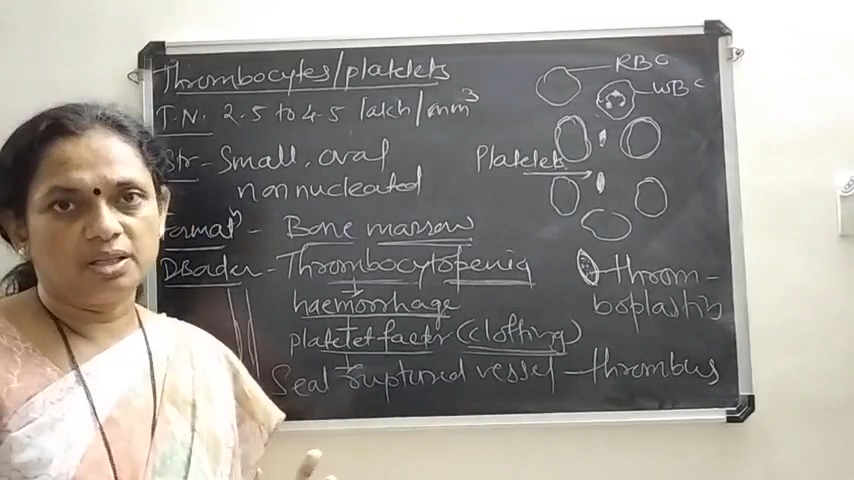 Thrombocytes/platelets
T.N. 2.5 to 4.5 lakh/mm3
Str- Small, oval
non nucleated
Formatn - Bone marrow
Disorder - Thrombocytopenia
haemorrhage
platelet factor (clotting)
Seal ruptured vessel - thrombus
RBC
WBC
Platelets
throm-
boplastin